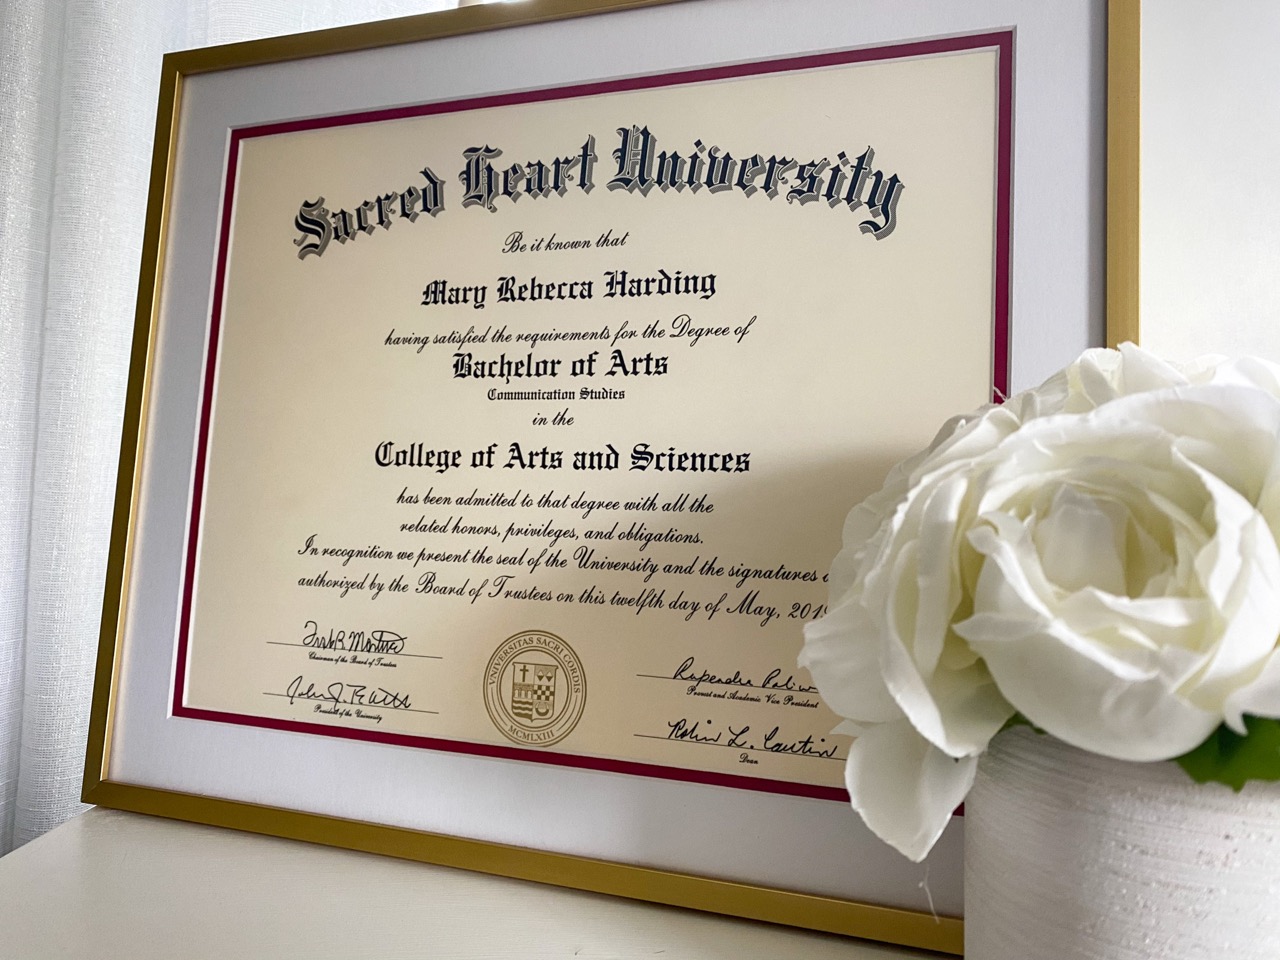 Sacred Heart University
Be it known that
Mary Rebecca Harding
having satisfied the requirements for the Degree of
Bachelor of Arts
Communication Studies
in the
College of Arts and Sciences
has been admitted to that degree with all the
related honors, privileges, and obligations.
In recognition we present the seal of the University and the signatures
authorized by the Board of Trustees on this twelfth day of May,
Chairman of the Board of Trustees
President of the University
UNIVERSITAS SACRI CORDIS
MCMLXIII
Provost and Academic Vice President
Robin L. Cautin
Dean